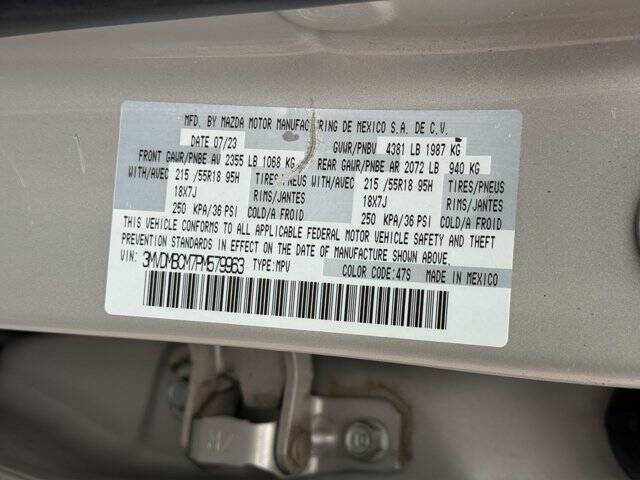 MFD. BY MAZDA MOTOR MANUFACTURING DE MEXICO S.A. DE C.V.
DATE 07/23 GVWR/PNBV 4381 LB 1987 KG
FRONT GAWR/PNBE AV 2355 LB 1068 KG REAR GAWR/PNBE AR 2072 LB 940 KG
WITH/AVEC 215 /55R18 95H TIRES/PNEUS WITH/AVEC 215 /55R18 95H TIRES/PNEUS
18X7J RIMS/JANTES 18X7J RIMS/JANTES
250 KPA/36 PSI COLD/A FROID 250 KPA/36 PSI COLD/A FROID
THIS VEHICLE CONFORMS TO ALL APPLICABLE FEDERAL MOTOR VEHICLE SAFETY AND THEFT
PREVENTION STANDARDS IN EFFECT ON THE DATE OF MANUFACTURE SHOWN ABOVE.
3MVDMBCM7PM579963 TYPE:MPV COLOR CODE:47S MADE IN MEXICO